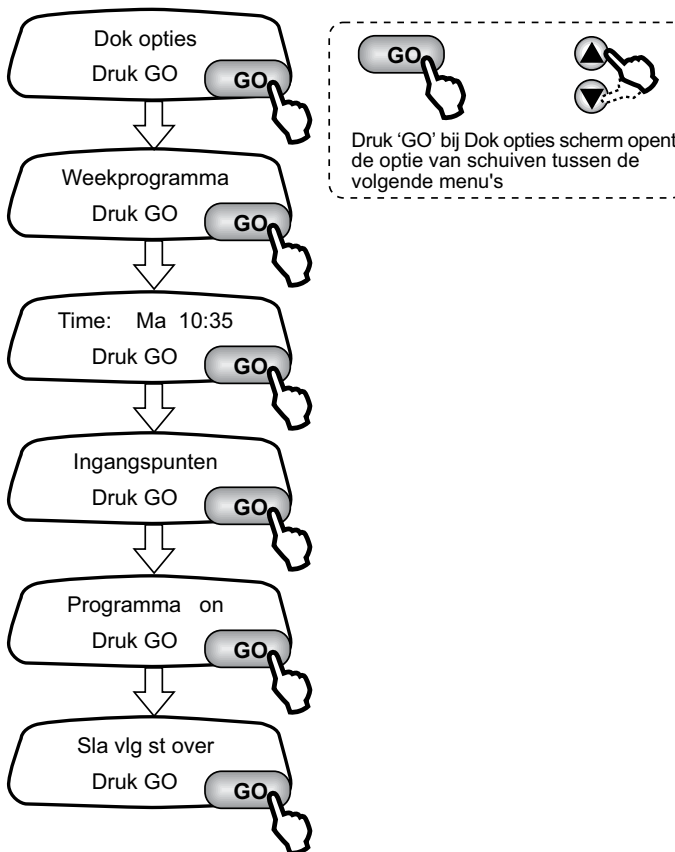 Dok opties
Druk GO
GO
GO
Druk ‘GO’ bij Dok opties scherm opent
de optie van schuiven tussen de
volgende menu's
Weekprogramma
Druk GO
GO
Time: Ma 10:35
Druk GO
GO
Ingangspunten
Druk GO
GO
Programma on
Druk GO
GO
Sla vlg st over
Druk GO
GO